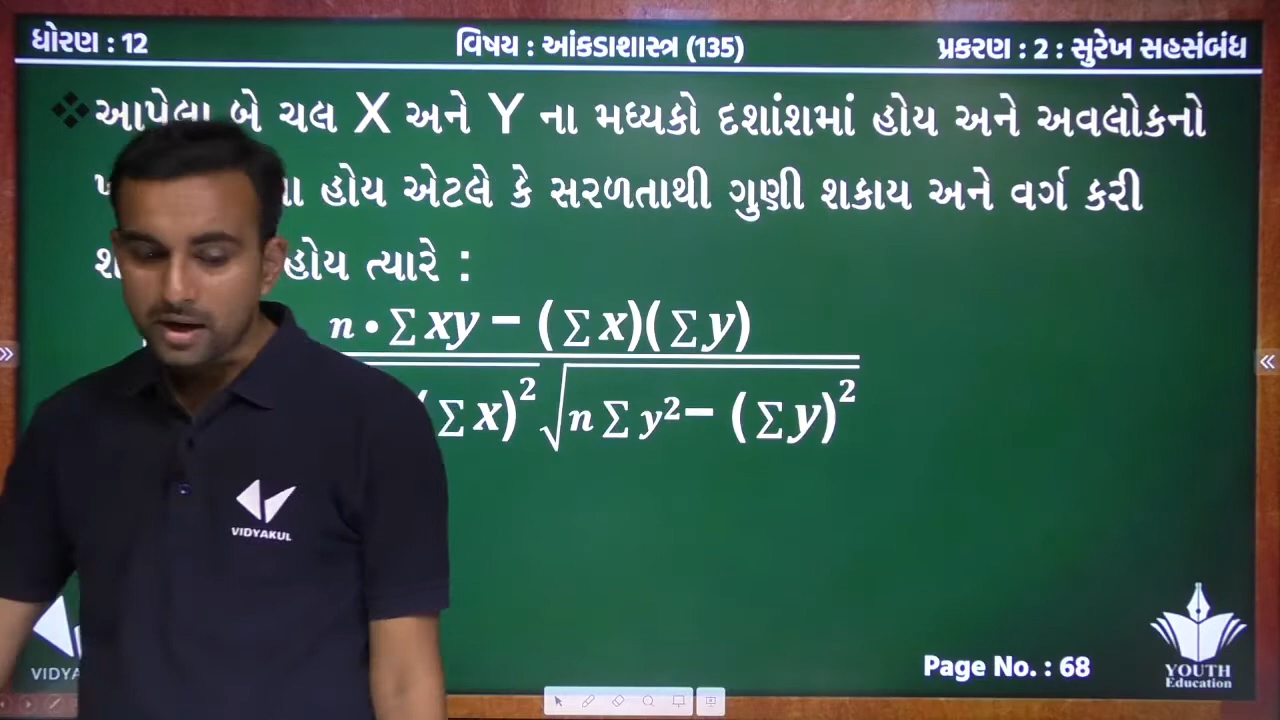 ધોરણ : 12
વિષય : આંકડાશાસ્ત્ર (135)
પ્રકરણ : 2 : સુરેખ સહસંબંધ
❖ આપેલા બે ચલ X અને Y ના મધ્યકો દશાંશમાં હોય અને અવલોકનો
હોય એટલે કે સરળતાથી ગુણી શકાય અને વર્ગ કરી
હોય ત્યારે :
n • ∑ xy − (∑ x)(∑ y)
(∑ x)² √n ∑ y² − (∑ y)²
VIDYAKUL
Page No. : 68
YOUTH
Education